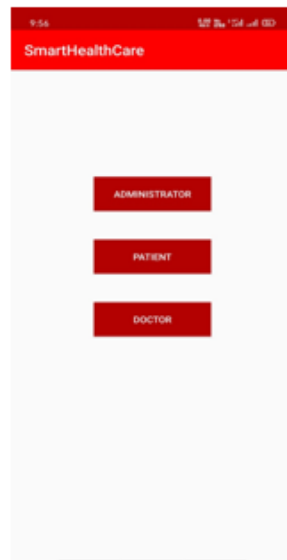 9:56
SmartHealthCare
ADMINISTRATOR
PATIENT
DOCTOR